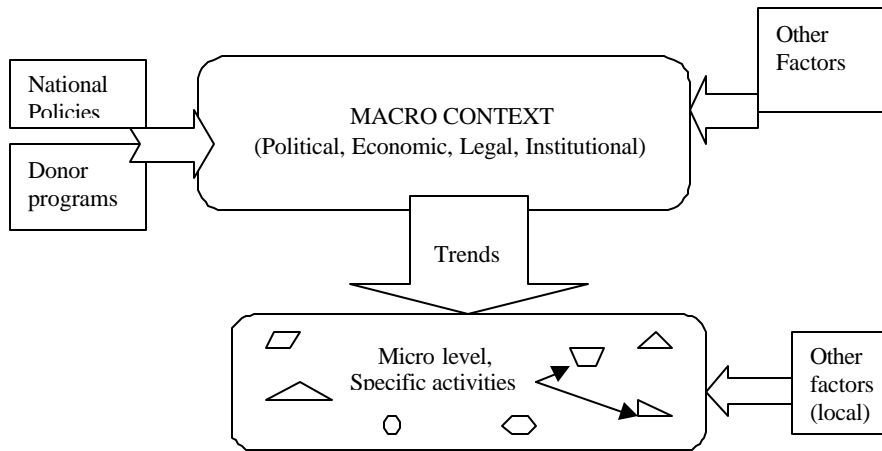 Other
Factors
National
Policies
MACRO CONTEXT
(Political, Economic, Legal, Institutional)
Donor
programs
Trends
Micro level,
Specific activities
Other
factors
(local)